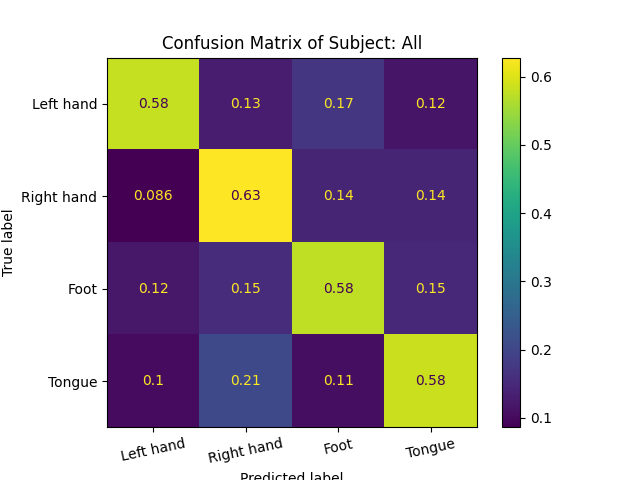 Confusion Matrix of Subject: All
True label
Left hand 0.58 0.13 0.17 0.12
Right hand 0.086 0.63 0.14 0.14
Foot 0.12 0.15 0.58 0.15
Tongue 0.1 0.21 0.11 0.58
Left hand Right hand Foot Tongue
Predicted label
0.6
0.5
0.4
0.3
0.2
0.1